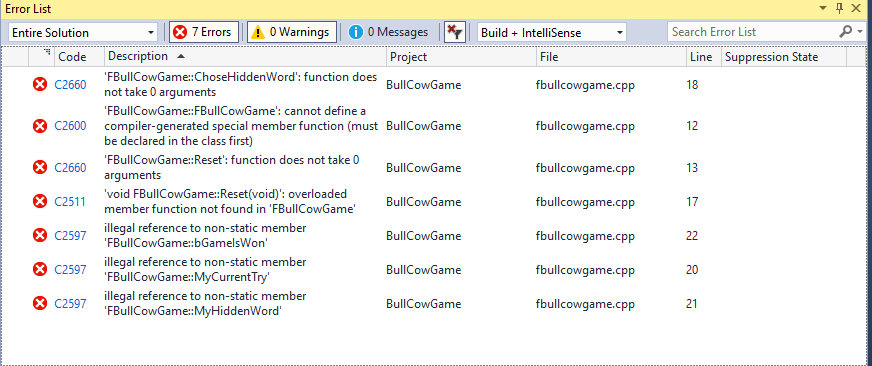 Error List
Entire Solution
7 Errors
0 Warnings
0 Messages
Build + IntelliSense
Search Error List
Code Description Project File Line Suppression State
C2660 'FBullCowGame::ChoseHiddenWord': function does BullCowGame fbullcowgame.cpp 18
not take 0 arguments
'FBullCowGame::FBullCowGame': cannot define a
C2600 compiler-generated special member function (must BullCowGame fbullcowgame.cpp 12
be declared in the class first)
C2660 'FBullCowGame::Reset': function does not take 0 BullCowGame fbullcowgame.cpp 13
arguments
C2511 'void FBullCowGame::Reset(void)': overloaded BullCowGame fbullcowgame.cpp 17
member function not found in 'FBullCowGame'
C2597 illegal reference to non-static member BullCowGame fbullcowgame.cpp 22
'FBullCowGame::bGameIsWon'
C2597 illegal reference to non-static member BullCowGame fbullcowgame.cpp 20
'FBullCowGame::MyCurrentTry'
C2597 illegal reference to non-static member BullCowGame fbullcowgame.cpp 21
'FBullCowGame::MyHiddenWord'